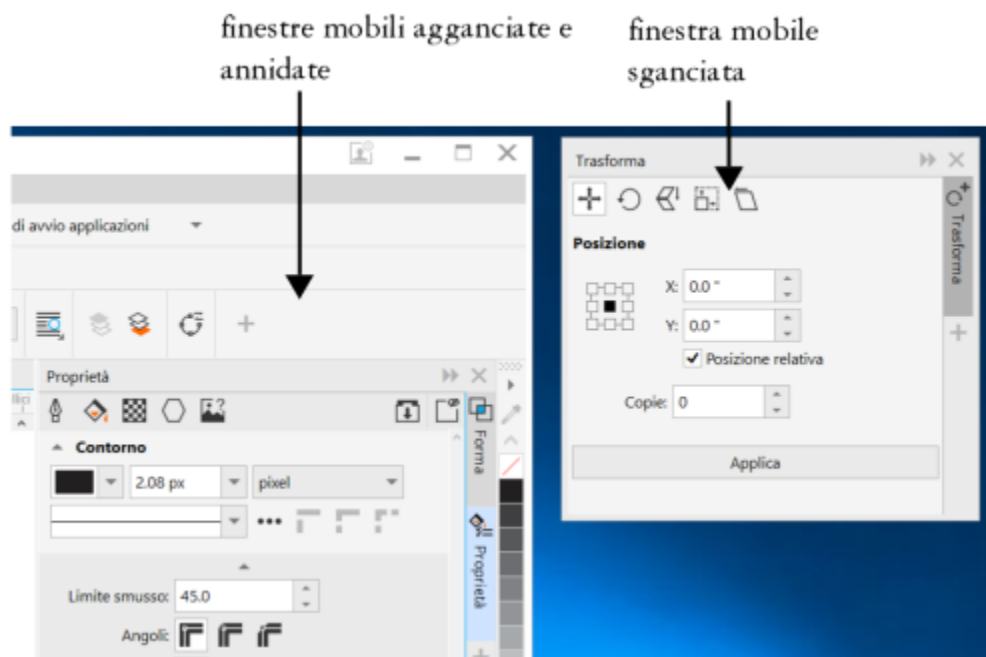 finestre mobili agganciate e
annidate
finestra mobile
sganciata
di avvio applicazioni
Proprietà
Contorno
2.08 px
pixel
Limite smusso: 45.0
Angoli:
Forma
Proprietà
Trasforma
Posizione
X: 0.0 "
Y: 0.0 "
Posizione relativa
Copie: 0
Applica
Trasforma